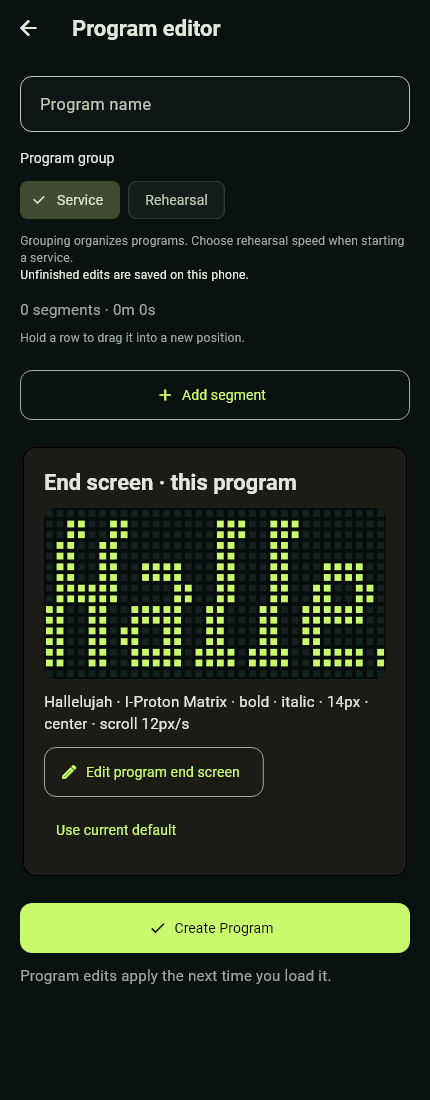 Program editor
Program name
Program group
Service
Rehearsal
Grouping organizes programs. Choose rehearsal speed when starting
a service.
Unfinished edits are saved on this phone.
0 segments · 0m 0s
Hold a row to drag it into a new position.
Add segment
End screen · this program
Halle
Hallelujah · I-Proton Matrix · bold · italic · 14px ·
center · scroll 12px/s
Edit program end screen
Use current default
Create Program
Program edits apply the next time you load it.